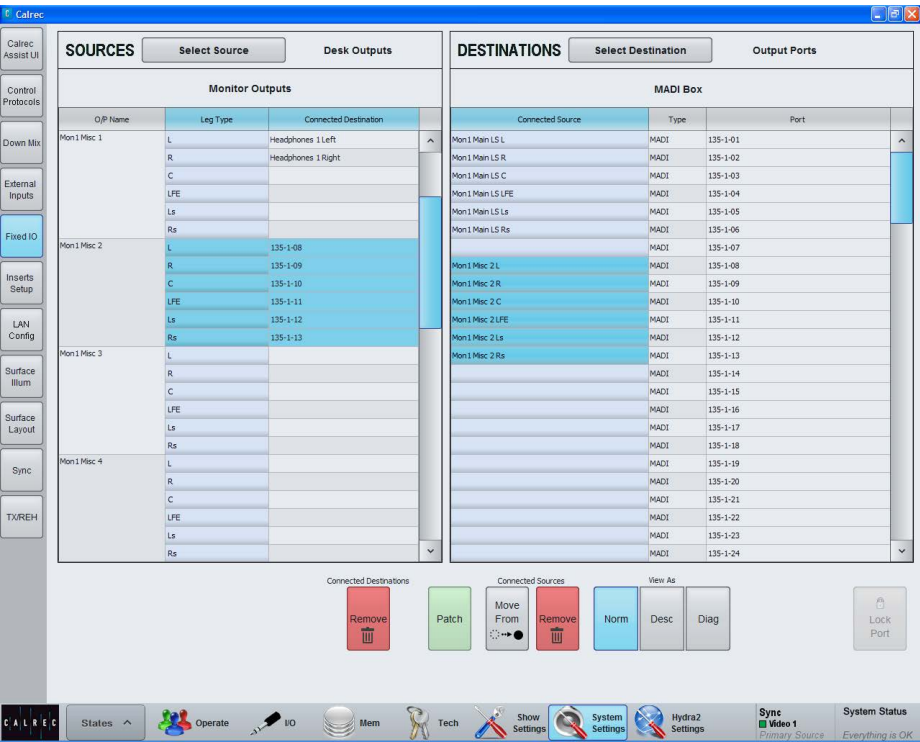 Calrec
Calrec Assist UI
Control Protocols
Down Mix
External Inputs
Fixed IO
Inserts Setup
LAN Config
Surface Illum
Surface Layout
Sync
TX/REH
SOURCES Select Source Desk Outputs
Monitor Outputs
O/P Name Leg Type Connected Destination
Mon1 Misc 1 L Headphones 1 Left
R Headphones 1 Right
C
LFE
Ls
Rs
Mon1 Misc 2 L 135-1-08
R 135-1-09
C 135-1-10
LFE 135-1-11
Ls 135-1-12
Rs 135-1-13
Mon1 Misc 3 L
R
C
LFE
Ls
Rs
Mon1 Misc 4 L
R
C
LFE
Ls
Rs
DESTINATIONS Select Destination Output Ports
MADI Box
Connected Source Type Port
Mon1 Main LS L MADI 135-1-01
Mon1 Main LS R MADI 135-1-02
Mon1 Main LS C MADI 135-1-03
Mon1 Main LS LFE MADI 135-1-04
Mon1 Main LS Ls MADI 135-1-05
Mon1 Main LS Rs MADI 135-1-06
MADI 135-1-07
Mon1 Misc 2 L MADI 135-1-08
Mon1 Misc 2 R MADI 135-1-09
Mon1 Misc 2 C MADI 135-1-10
Mon1 Misc 2 LFE MADI 135-1-11
Mon1 Misc 2 Ls MADI 135-1-12
Mon1 Misc 2 Rs MADI 135-1-13
MADI 135-1-14
MADI 135-1-15
MADI 135-1-16
MADI 135-1-17
MADI 135-1-18
MADI 135-1-19
MADI 135-1-20
MADI 135-1-21
MADI 135-1-22
MADI 135-1-23
MADI 135-1-24
Connected Destinations
Remove
Patch
Connected Sources
Move From
Remove
View As
Norm Desc Diag
Lock Port
CALREC
States
Operate
I/O
Mem
Tech
Show Settings
System Settings
Hydra2 Settings
Sync
Video 1
Primary Source
System Status
Everything is OK